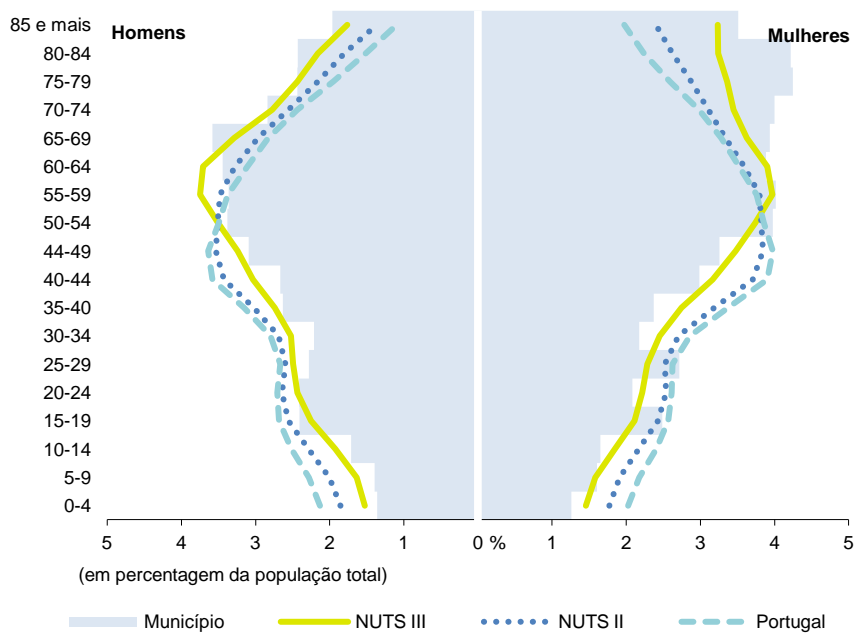 85 e mais
Homens
Mulheres
80-84
75-79
70-74
65-69
60-64
55-59
50-54
44-49
40-44
35-40
30-34
25-29
20-24
15-19
10-14
5-9
0-4
5 4 3 2 1 0 % 1 2 3 4 5
(em percentagem da população total)
Município NUTS III NUTS II Portugal